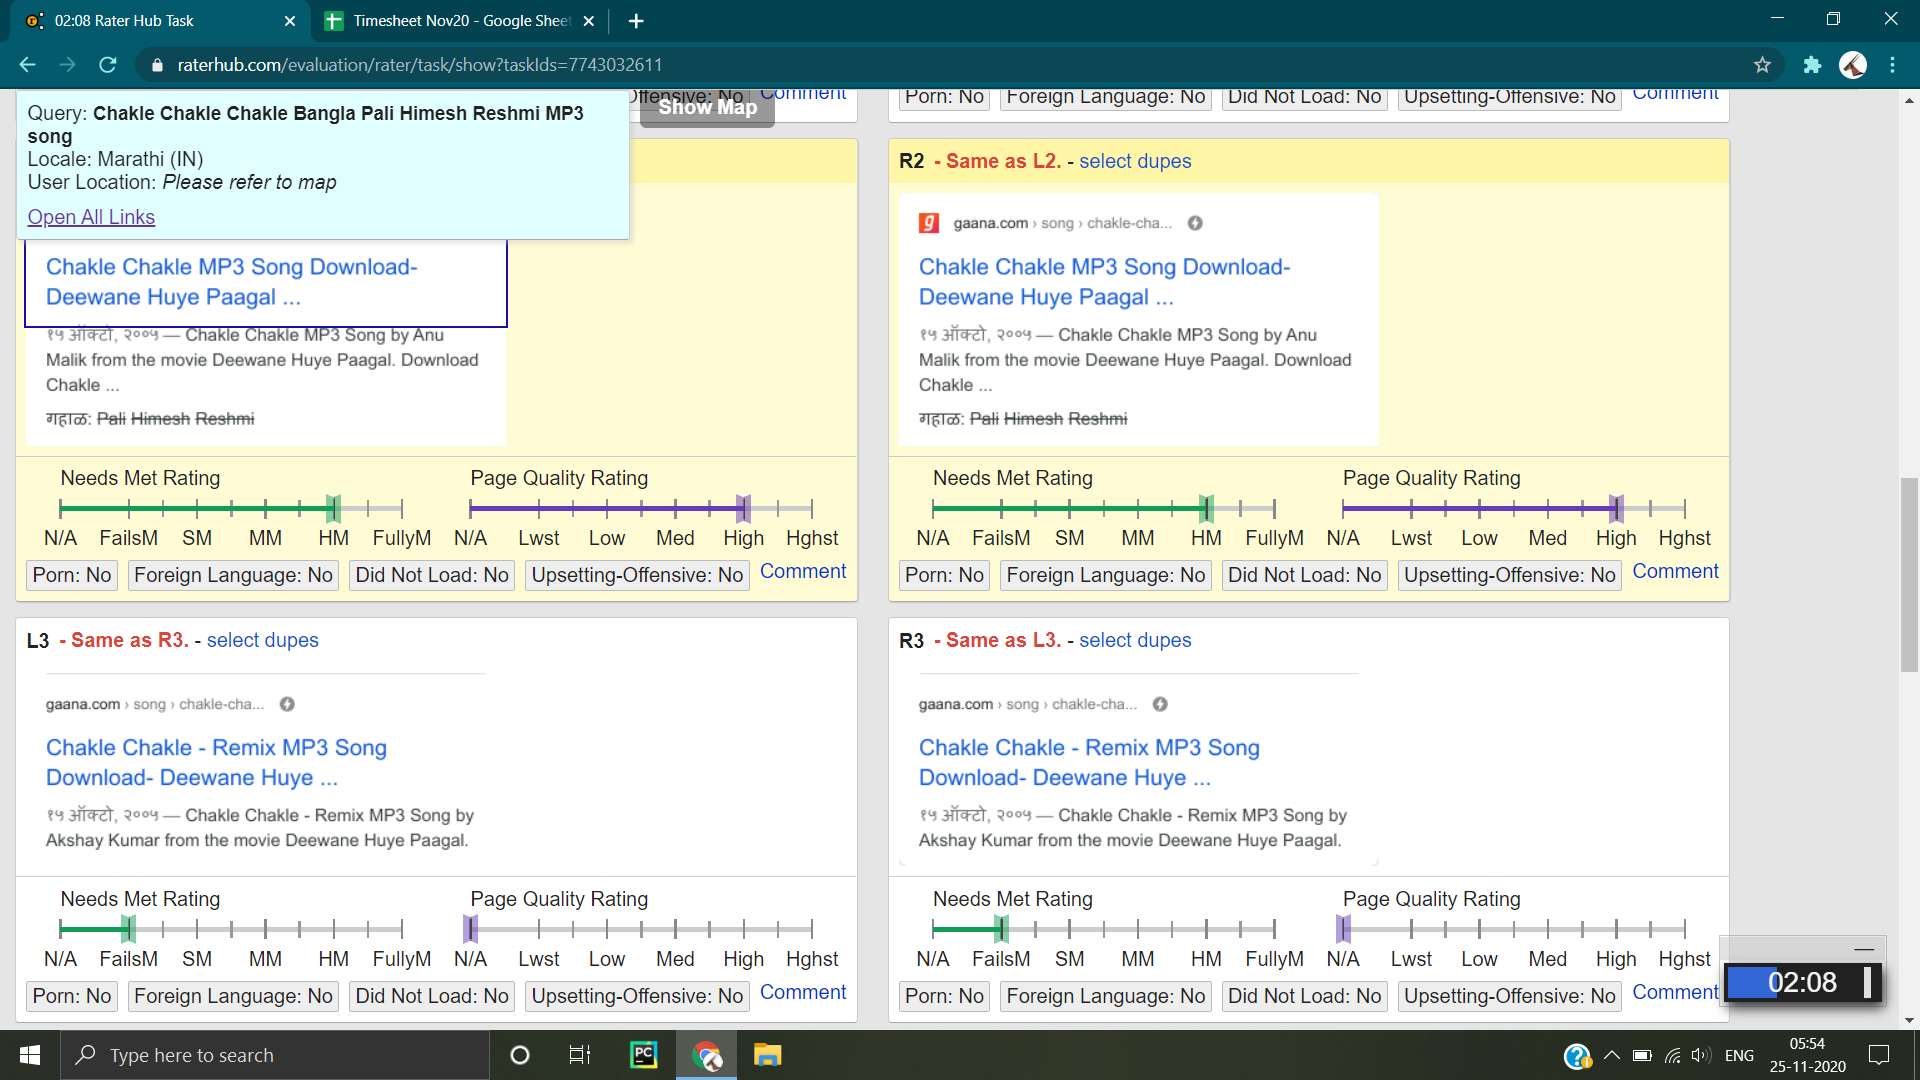 02:08 Rater Hub Task
Timesheet Nov20 - Google Sheet
raterhub.com/evaluation/rater/task/show?taskIds=7743032611
Query: Chakle Chakle Chakle Bangla Pali Himesh Reshmi MP3 song
Locale: Marathi (IN)
User Location: Please refer to map
Open All Links
Offensive: No
Comment
Show Map
Porn: No
Foreign Language: No
Did Not Load: No
Upsetting-Offensive: No
Comment
Chakle Chakle MP3 Song Download-
Deewane Huye Paagal ...
१५ ऑक्टो, २००५ — Chakle Chakle MP3 Song by Anu
Malik from the movie Deewane Huye Paagal. Download
Chakle ...
गहाळ: Pali Himesh Reshmi
Needs Met Rating
Page Quality Rating
N/A FailsM SM MM HM FullyM
N/A Lwst Low Med High Hghst
Porn: No
Foreign Language: No
Did Not Load: No
Upsetting-Offensive: No
Comment
R2 - Same as L2. - select dupes
gaana.com › song › chakle-cha...
Chakle Chakle MP3 Song Download-
Deewane Huye Paagal ...
१५ ऑक्टो, २००५ — Chakle Chakle MP3 Song by Anu
Malik from the movie Deewane Huye Paagal. Download
Chakle ...
गहाळ: Pali Himesh Reshmi
Needs Met Rating
Page Quality Rating
N/A FailsM SM MM HM FullyM
N/A Lwst Low Med High Hghst
Porn: No
Foreign Language: No
Did Not Load: No
Upsetting-Offensive: No
Comment
L3 - Same as R3. - select dupes
gaana.com › song › chakle-cha...
Chakle Chakle - Remix MP3 Song
Download- Deewane Huye ...
१५ ऑक्टो, २००५ — Chakle Chakle - Remix MP3 Song by
Akshay Kumar from the movie Deewane Huye Paagal.
Needs Met Rating
Page Quality Rating
N/A FailsM SM MM HM FullyM
N/A Lwst Low Med High Hghst
Porn: No
Foreign Language: No
Did Not Load: No
Upsetting-Offensive: No
Comment
R3 - Same as L3. - select dupes
gaana.com › song › chakle-cha...
Chakle Chakle - Remix MP3 Song
Download- Deewane Huye ...
१५ ऑक्टो, २००५ — Chakle Chakle - Remix MP3 Song by
Akshay Kumar from the movie Deewane Huye Paagal.
Needs Met Rating
Page Quality Rating
N/A FailsM SM MM HM FullyM
N/A Lwst Low Med High Hghst
Porn: No
Foreign Language: No
Did Not Load: No
Upsetting-Offensive: No
Comment
02:08
Type here to search
PC
ENG
05:54
25-11-2020